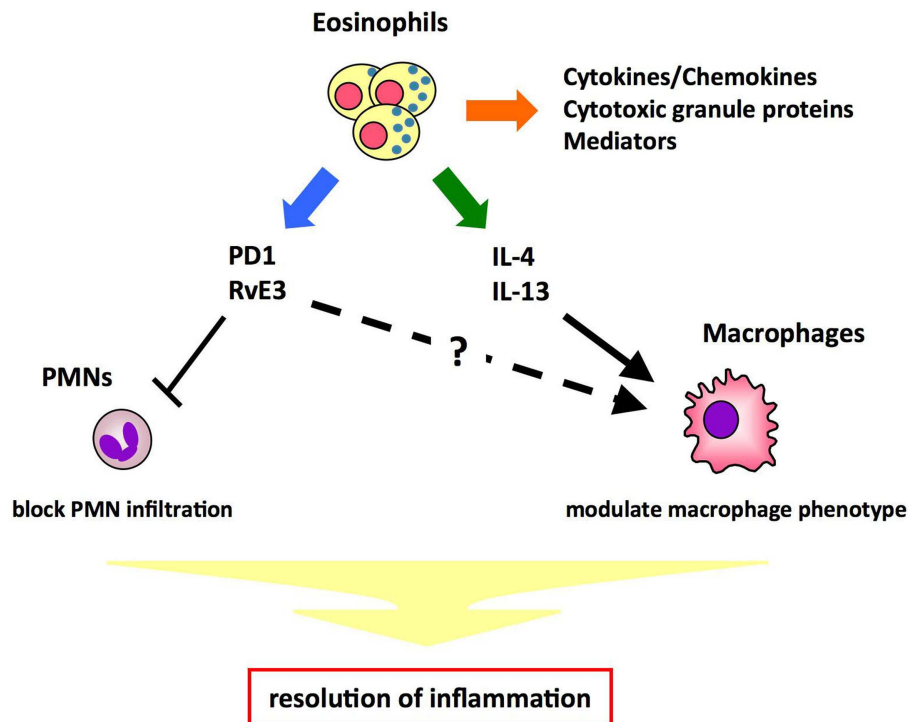 Eosinophils
Cytokines/Chemokines
Cytotoxic granule proteins
Mediators
PD1
RvE3
IL-4
IL-13
?
Macrophages
PMNs
block PMN infiltration
modulate macrophage phenotype
resolution of inflammation